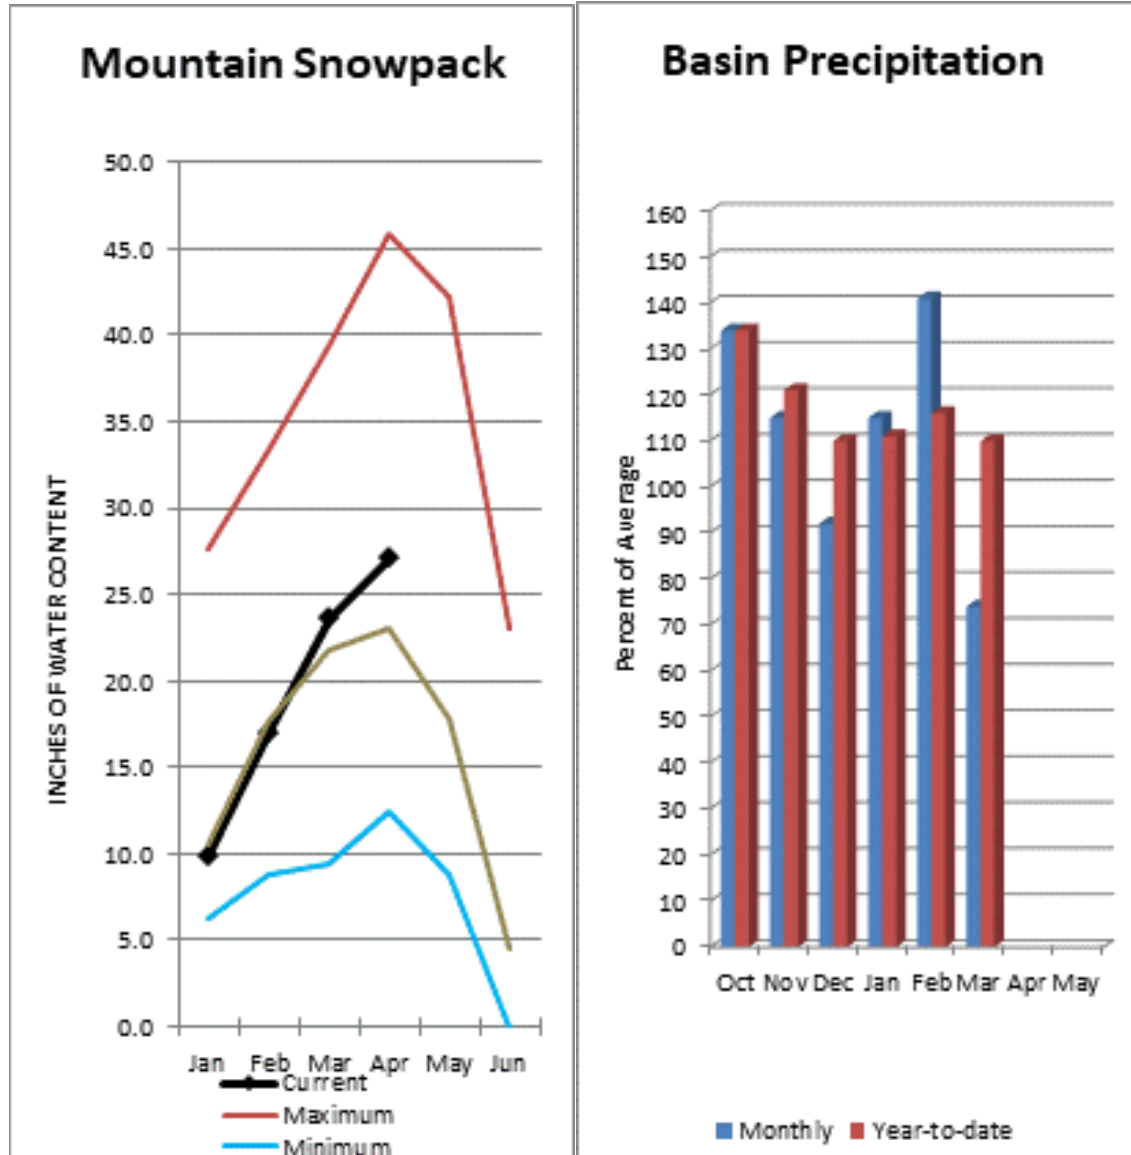 Mountain Snowpack
INCHES OF WATER CONTENT
50.0
45.0
40.0
35.0
30.0
25.0
20.0
15.0
10.0
5.0
0.0
Jan Feb Mar Apr May Jun
Current
Maximum
Minimum
Basin Precipitation
Percent of Average
160
150
140
130
120
110
100
90
80
70
60
50
40
30
20
10
0
Oct Nov Dec Jan Feb Mar Apr May
Monthly Year-to-date